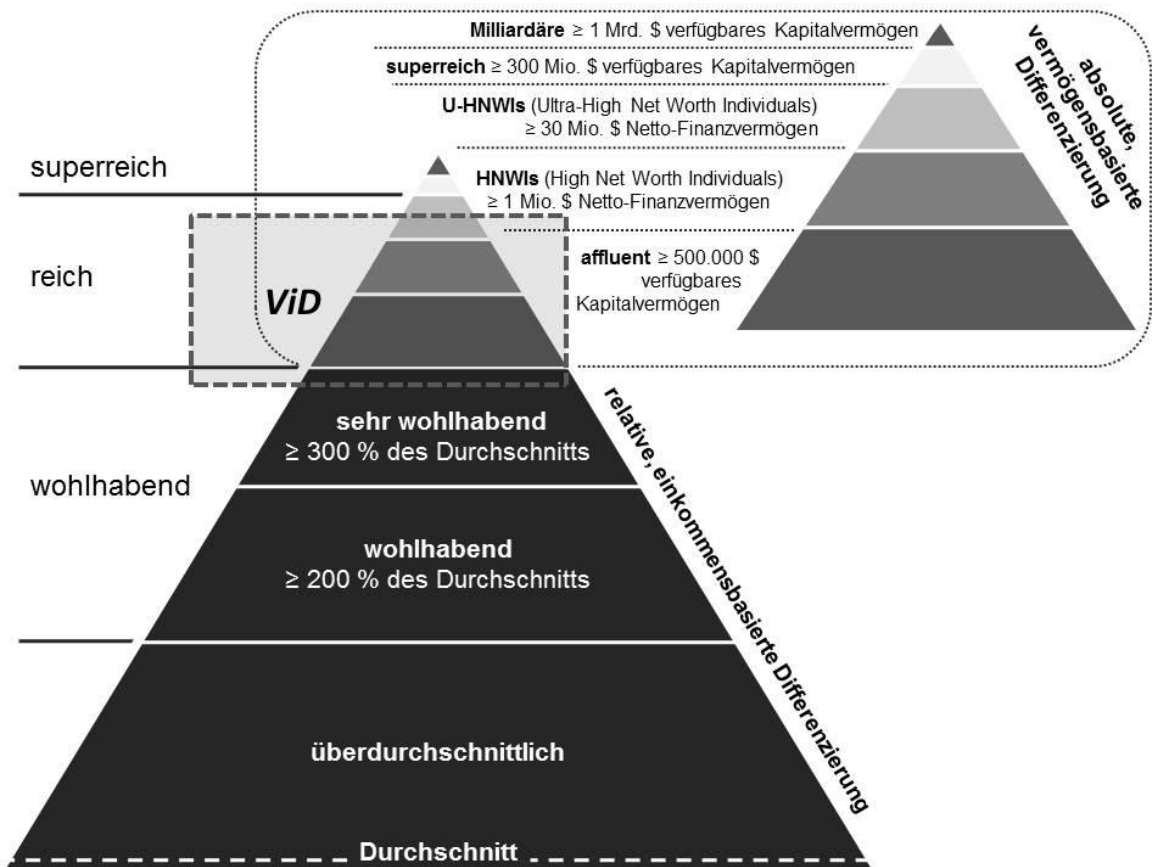 Milliardäre ≥ 1 Mrd. $ verfügbares Kapitalvermögen
superreich ≥ 300 Mio. $ verfügbares Kapitalvermögen
U-HNWIs (Ultra-High Net Worth Individuals)
≥ 30 Mio. $ Netto-Finanzvermögen
HNWIs (High Net Worth Individuals)
≥ 1 Mio. $ Netto-Finanzvermögen
affluent ≥ 500.000 $
verfügbares
Kapitalvermögen
absolute,
vermögensbasierte
Differenzierung
superreich
reich
ViD
wohlhabend
sehr wohlhabend
≥ 300 % des Durchschnitts
wohlhabend
≥ 200 % des Durchschnitts
überdurchschnittlich
Durchschnitt
relative, einkommensbasierte Differenzierung